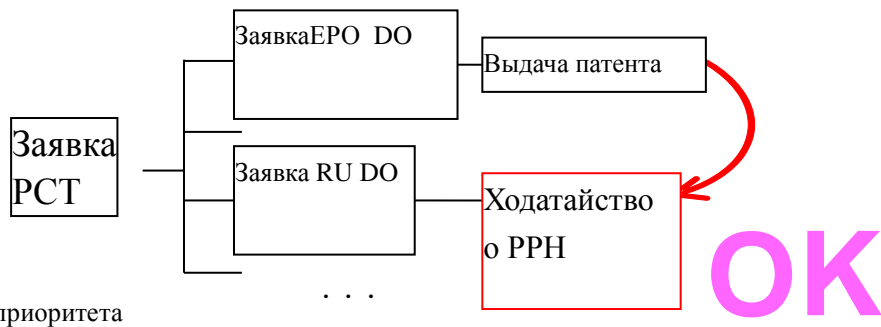 ЗаявкаEPO DO
Выдача патента
Заявка
PCT
Заявка RU DO
Ходатайство
о PPH
OK
. . .
приоритета